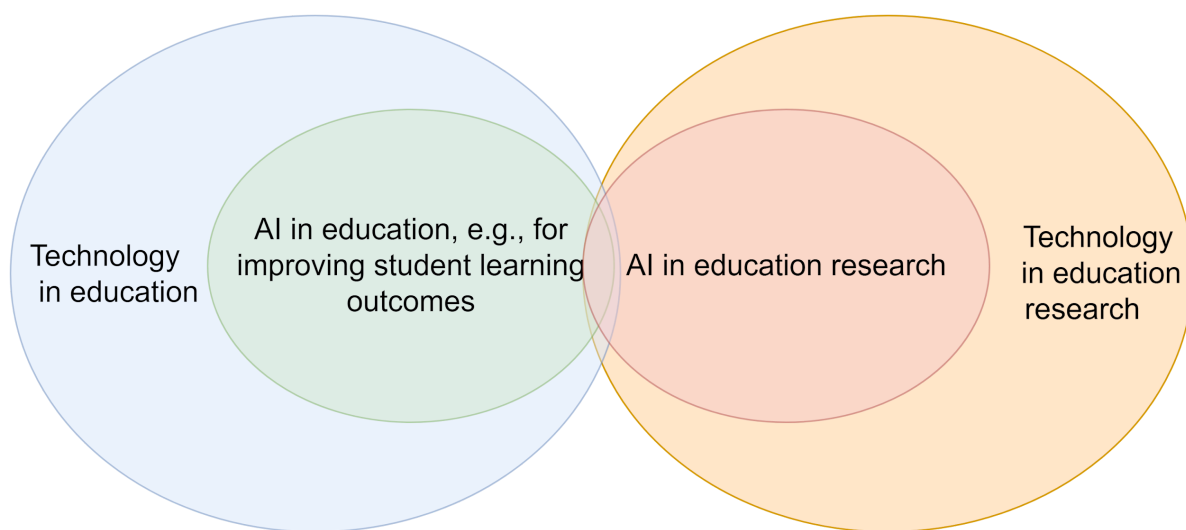 Technology
in education
AI in education, e.g., for
improving student learning
outcomes
AI in education research
Technology
in education
research